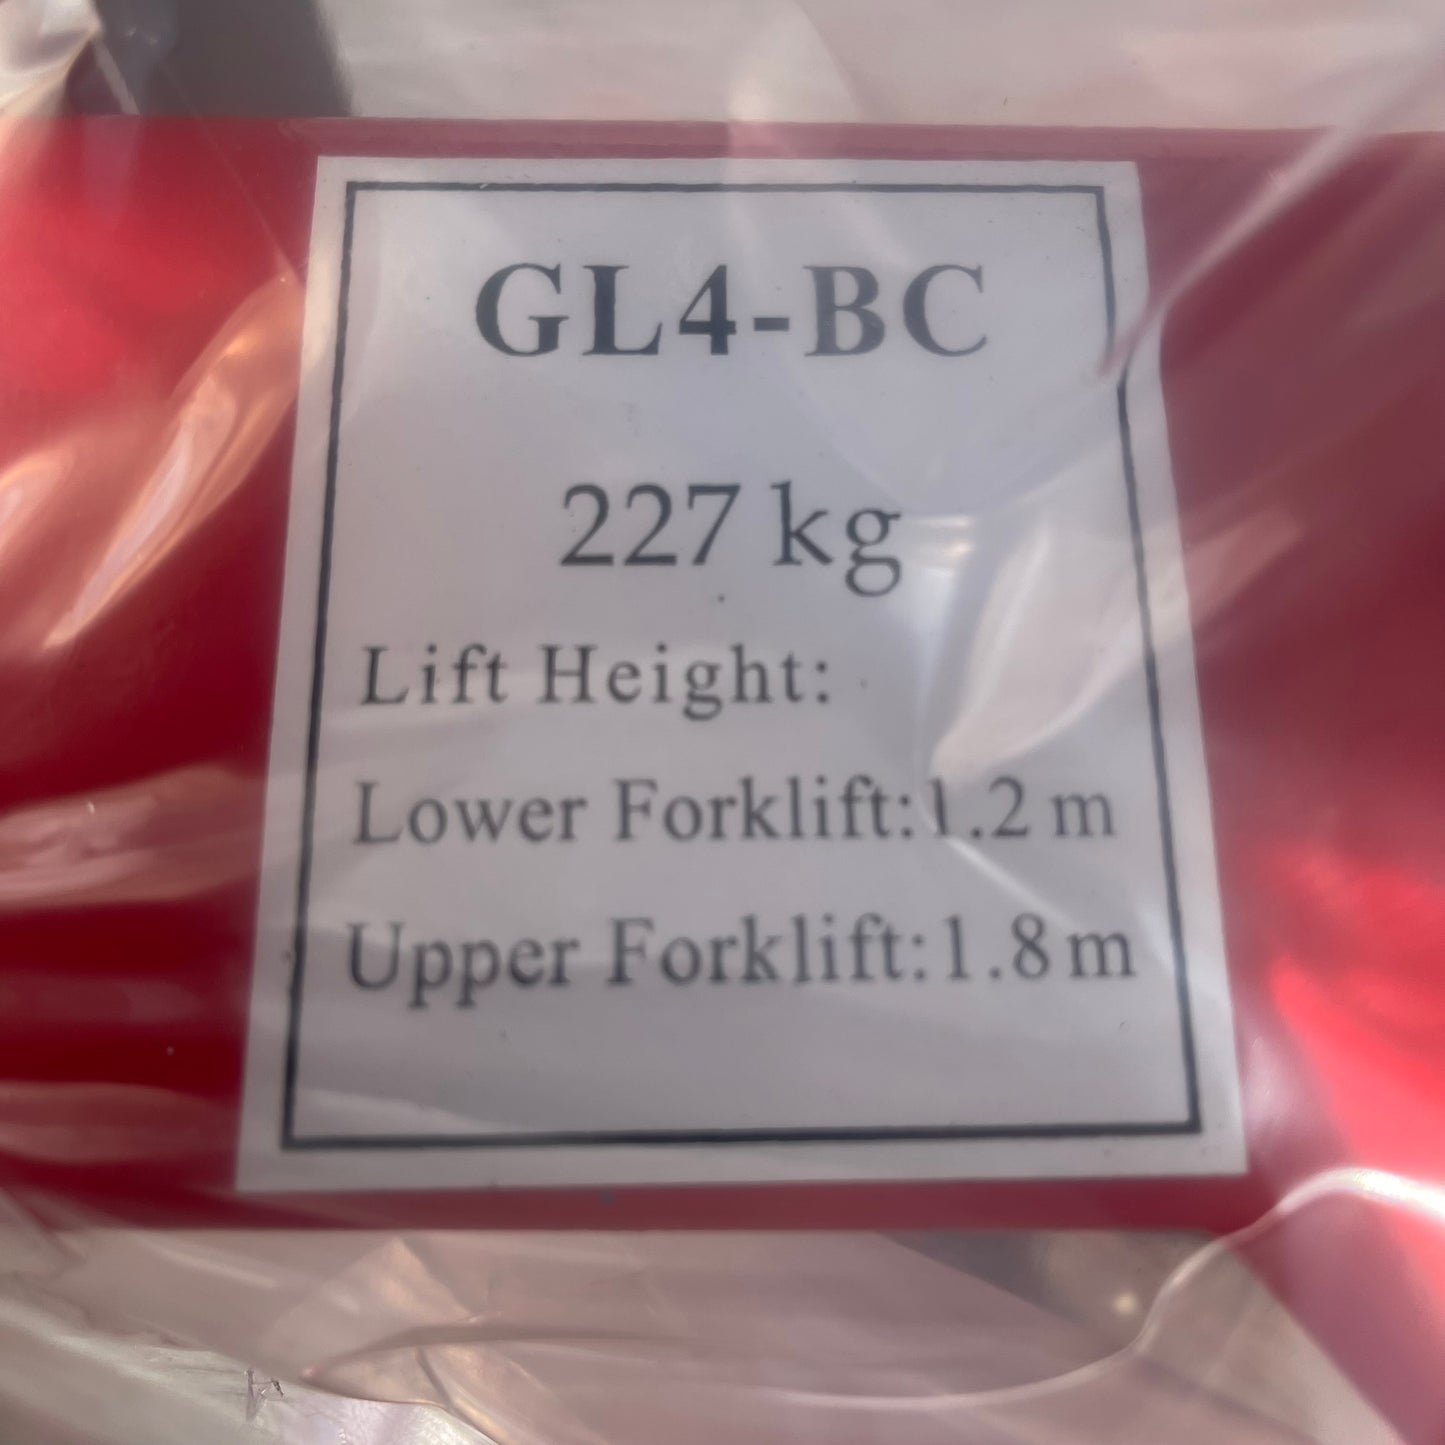 GL4-BC
227 kg
Lift Height:
Lower Forklift:1.2 m
Upper Forklift:1.8 m